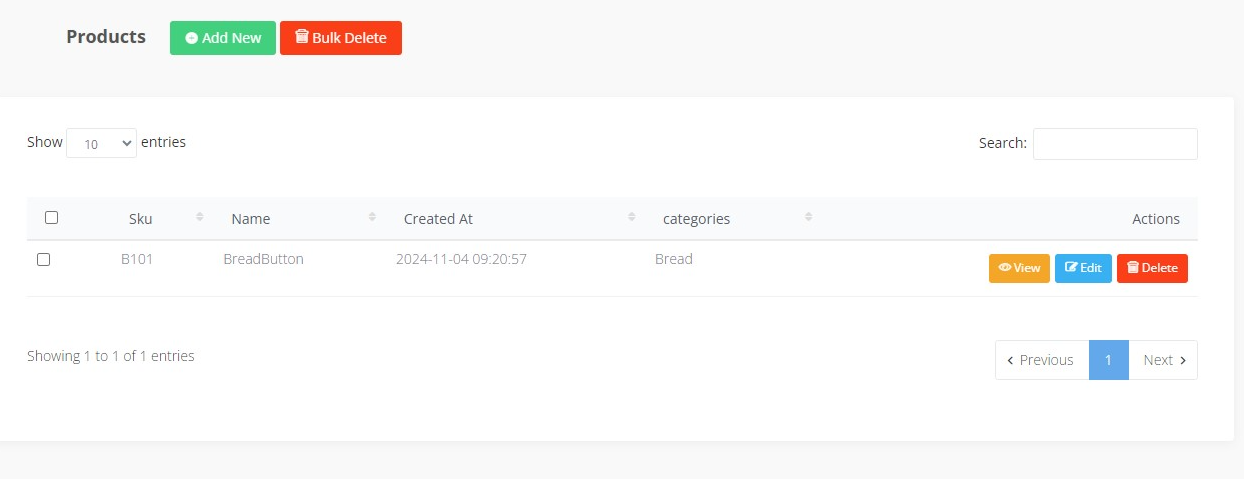 Products Add New Bulk Delete
Show 10 entries Search:
Sku Name Created At categories Actions
B101 BreadButton 2024-11-04 09:20:57 Bread View Edit Delete
Showing 1 to 1 of 1 entries Previous 1 Next